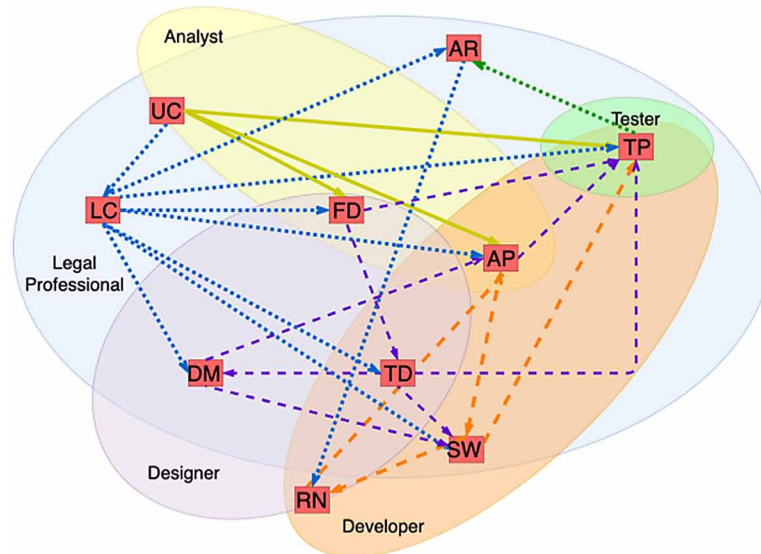 Analyst
AR
UC
Tester
TP
LC
FD
Legal
Professional
AP
DM
TD
SW
Designer
RN
Developer